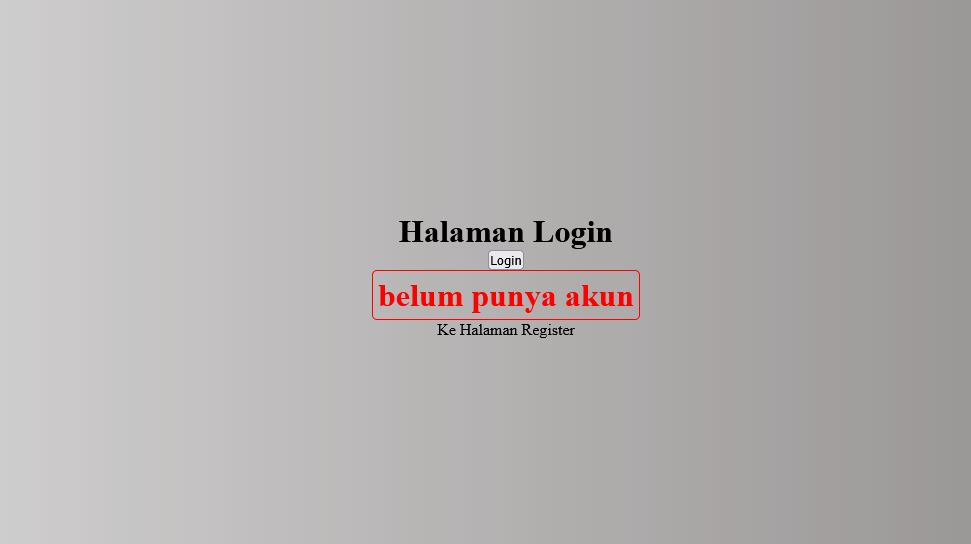 Halaman Login
Login
belum punya akun
Ke Halaman Register